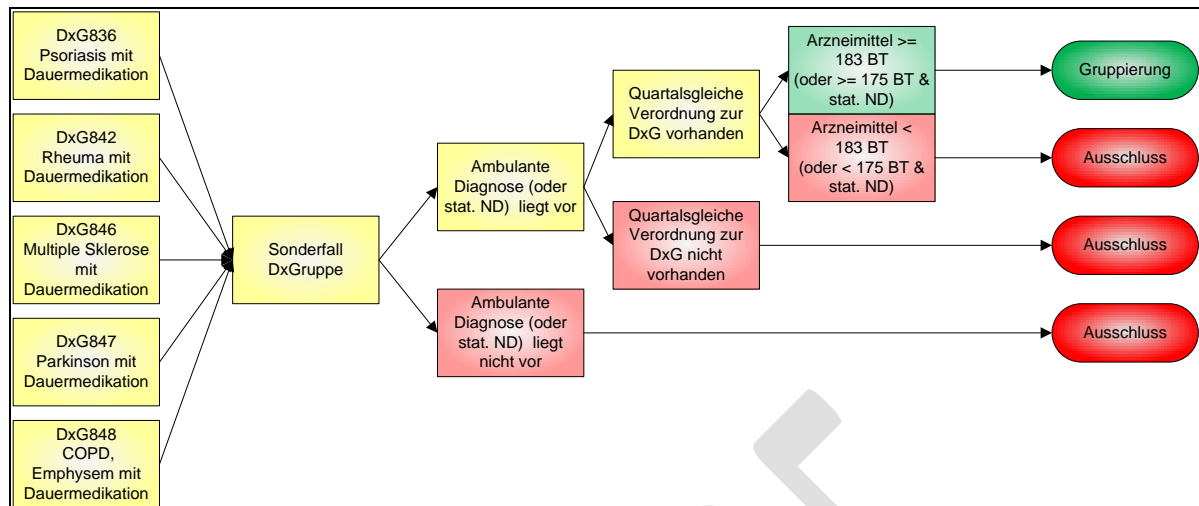 DxG836
Psoriasis mit
Dauermedikation
DxG842
Rheuma mit
Dauermedikation
DxG846
Multiple Sklerose
mit
Dauermedikation
DxG847
Parkinson mit
Dauermedikation
DxG848
COPD,
Emphysem mit
Dauermedikation
Sonderfall
DxGruppe
Ambulante
Diagnose (oder
stat. ND) liegt vor
Ambulante
Diagnose (oder
stat. ND) liegt
nicht vor
Quartalsgleiche
Verordnung zur
DxG vorhanden
Quartalsgleiche
Verordnung zur
DxG nicht
vorhanden
Arzneimittel >=
183 BT
(oder >= 175 BT &
stat. ND)
Arzneimittel <
183 BT
(oder < 175 BT &
stat. ND)
Gruppierung
Ausschluss
Ausschluss
Ausschluss